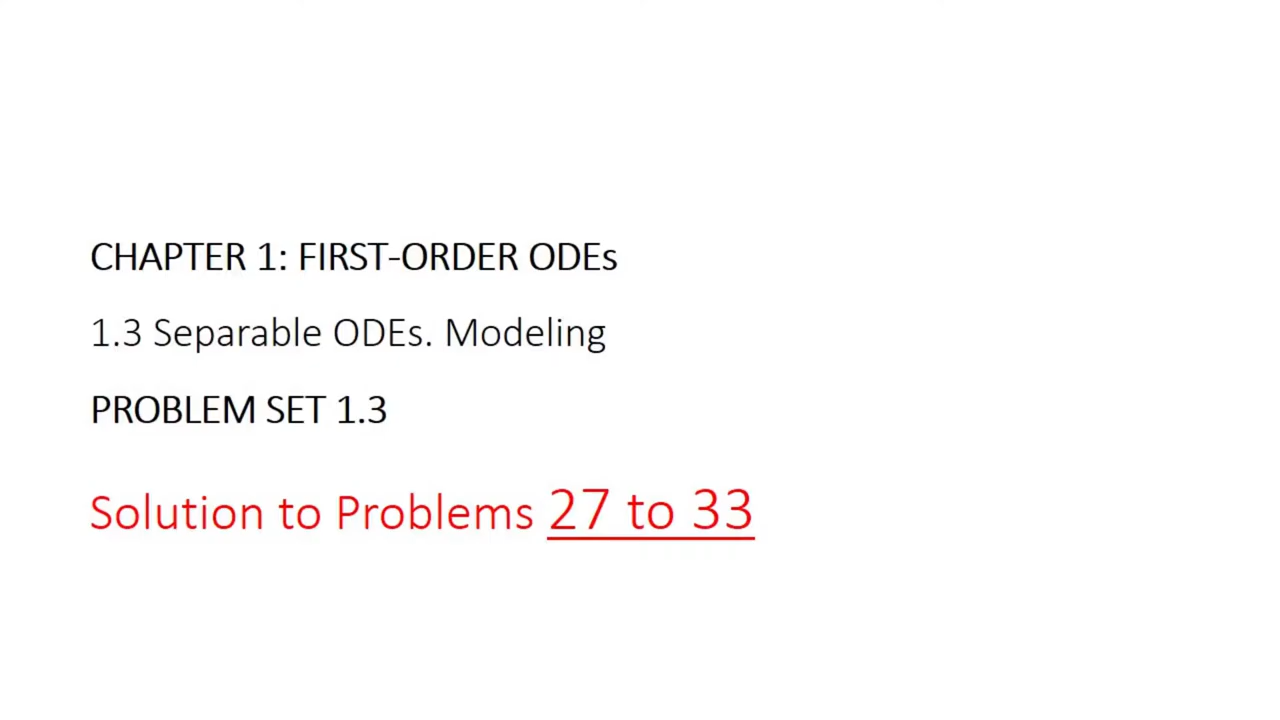 CHAPTER 1: FIRST-ORDER ODEs
1.3 Separable ODEs. Modeling
PROBLEM SET 1.3
Solution to Problems 27 to 33